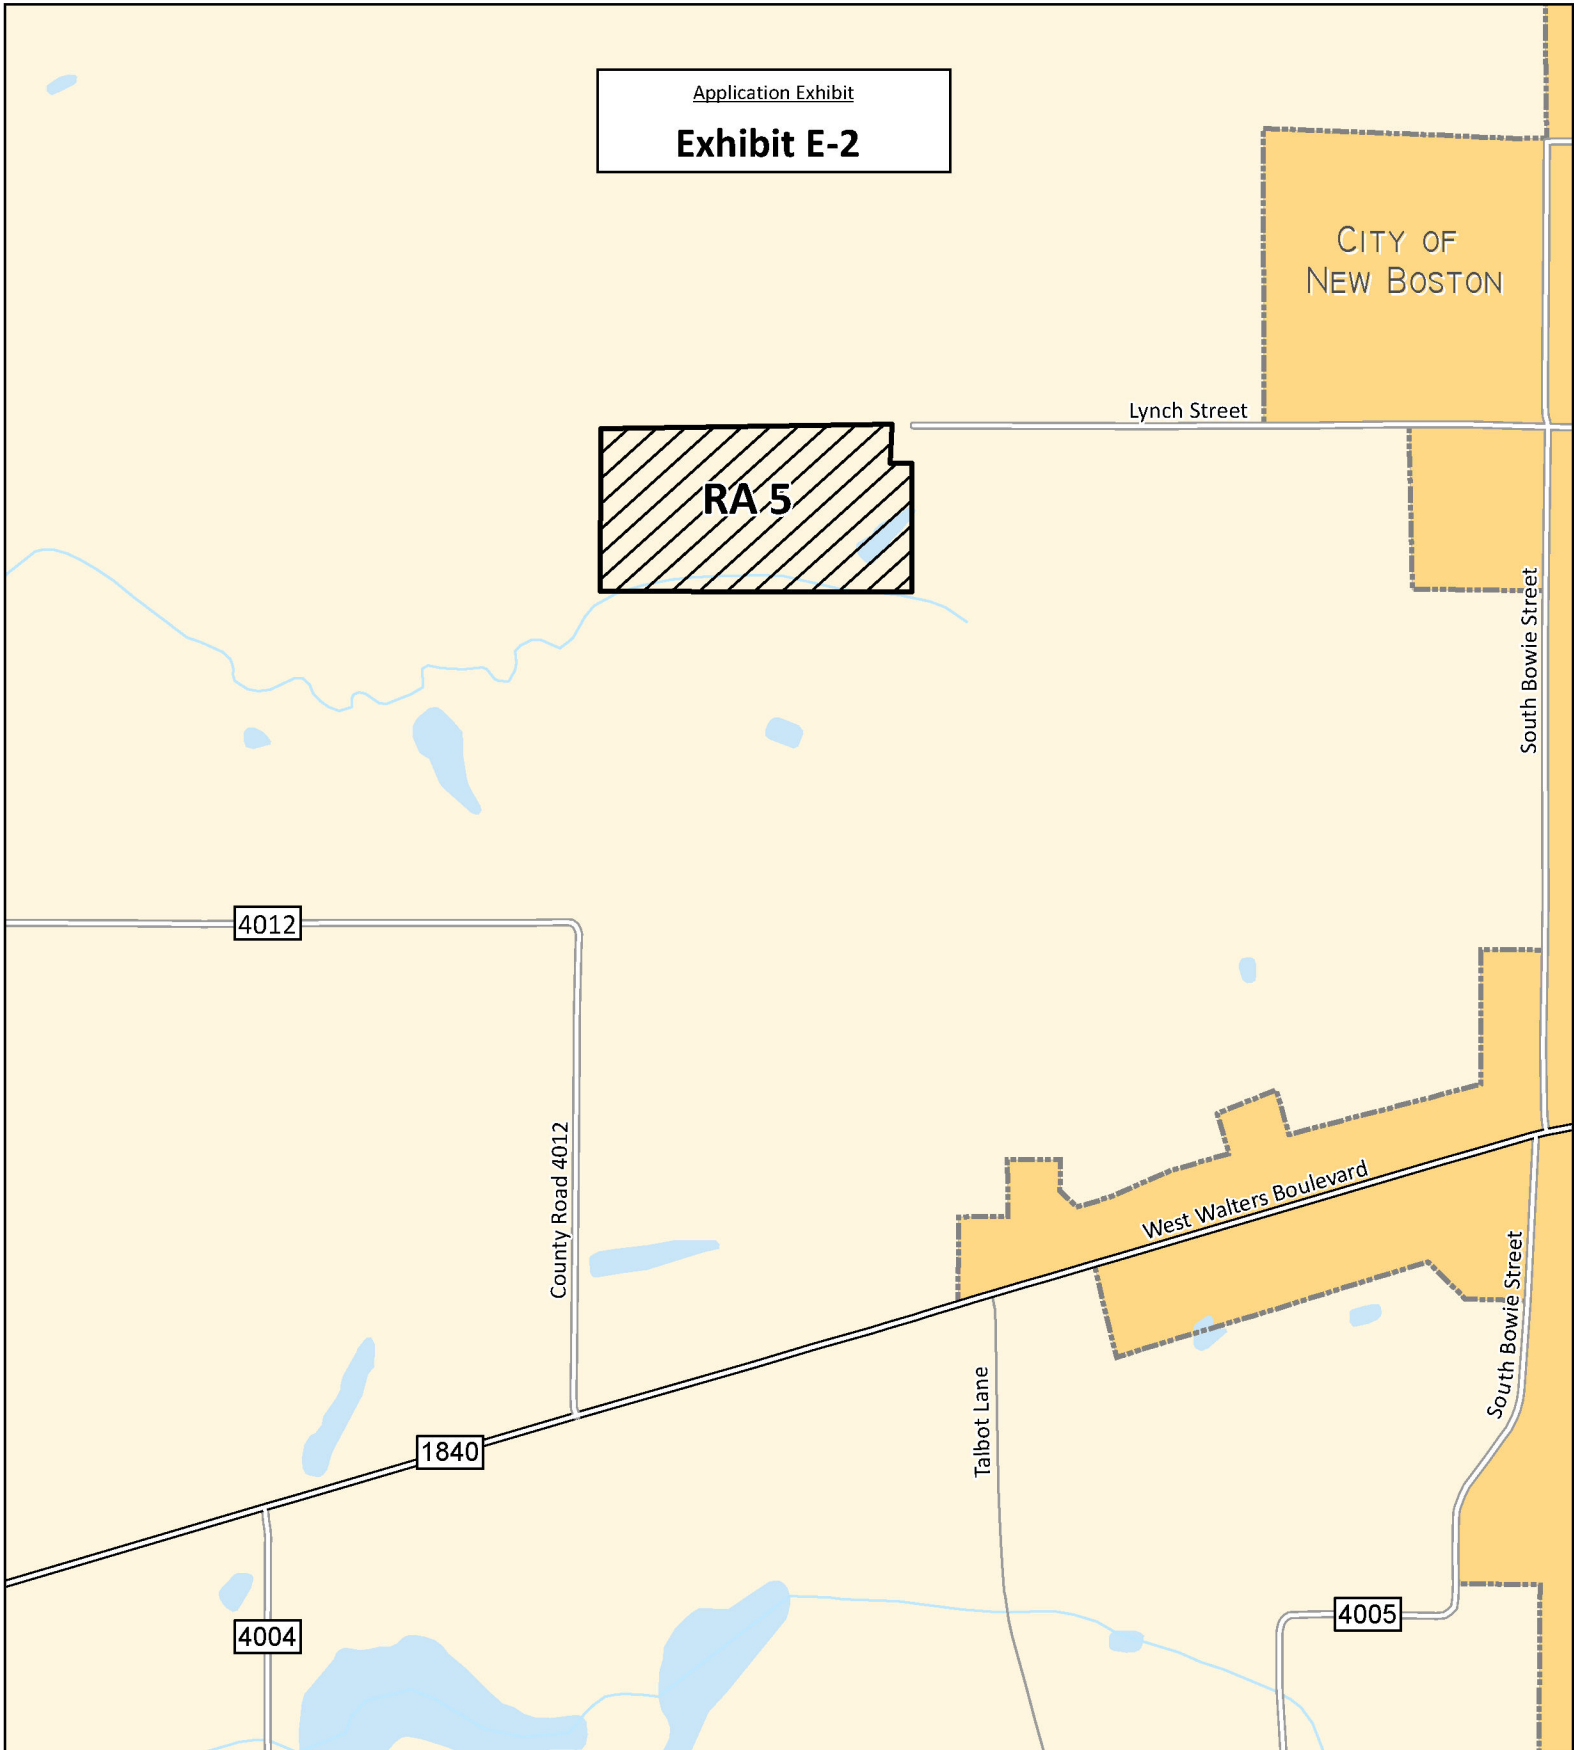 Application Exhibit
Exhibit E-2
CITY OF
NEW BOSTON
Lynch Street
RA 5
South Bowie Street
4012
County Road 4012
West Walters Boulevard
South Bowie Street
Talbot Lane
1840
4005
4004